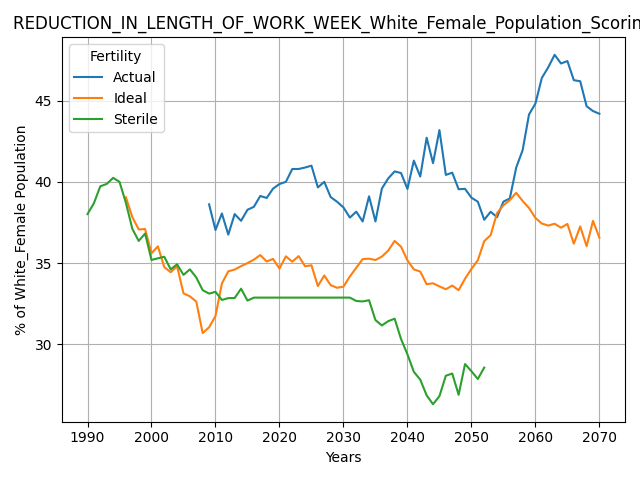 REDUCTION_IN_LENGTH_OF_WORK_WEEK_White_Female_Population_Scorin
Fertility
Actual
Ideal
Sterile
% of White_Female Population
45
40
35
30
1990 2000 2010 2020 2030 2040 2050 2060 2070
Years